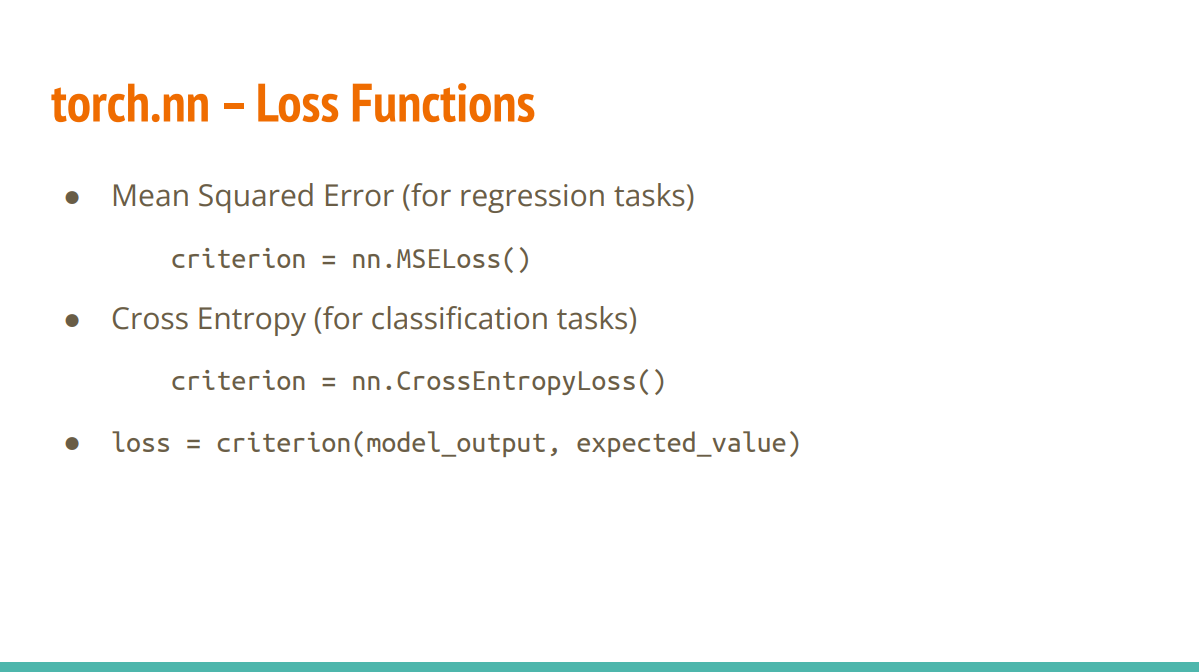 torch.nn – Loss Functions
● Mean Squared Error (for regression tasks)
criterion = nn.MSELoss()
● Cross Entropy (for classification tasks)
criterion = nn.CrossEntropyLoss()
● loss = criterion(model_output, expected_value)